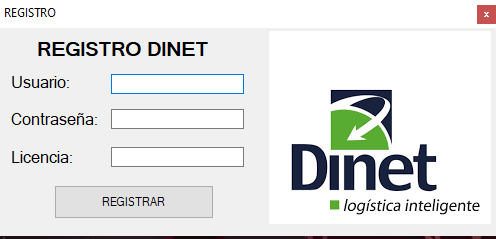 REGISTRO
x
REGISTRO DINET
Usuario:
Contraseña:
Licencia:
REGISTRAR
Dinet
logística inteligente